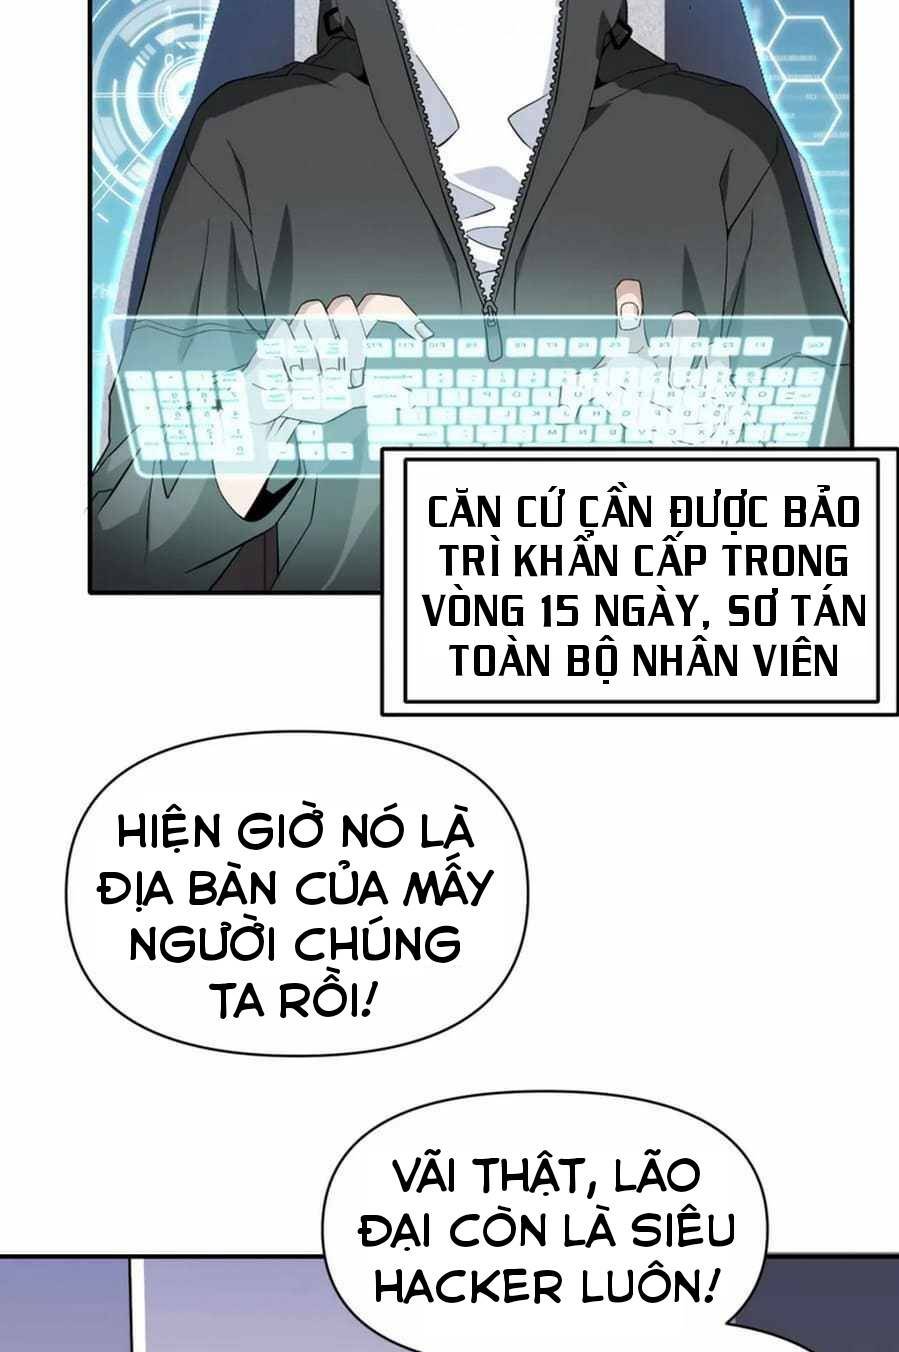 CĂN CỨ CẦN ĐƯỢC BẢO
TRÌ KHẨN CẤP TRONG
VÒNG 15 NGÀY, SƠ TÁN
TOÀN BỘ NHÂN VIÊN
HIỆN GIỜ NÓ LÀ
ĐỊA BÀN CỦA MẤY
NGƯỜI CHÚNG
TA RỒI!
VÃI THẬT, LÃO
ĐẠI CÒN LÀ SIÊU
HACKER LUÔN!